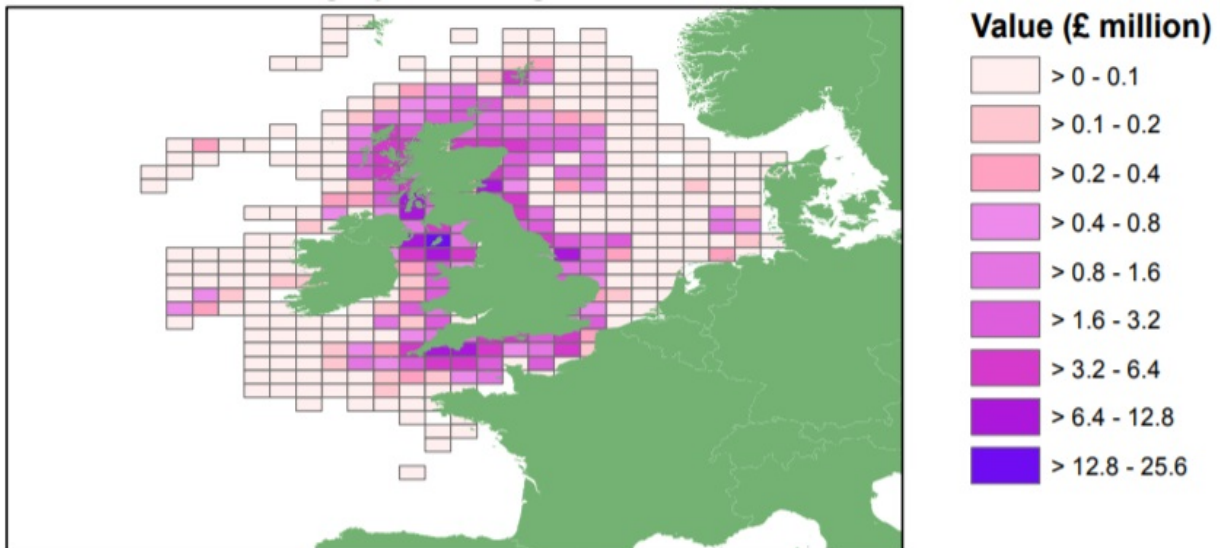 Value (£ million)
> 0 - 0.1
> 0.1 - 0.2
> 0.2 - 0.4
> 0.4 - 0.8
> 0.8 - 1.6
> 1.6 - 3.2
> 3.2 - 6.4
> 6.4 - 12.8
> 12.8 - 25.6